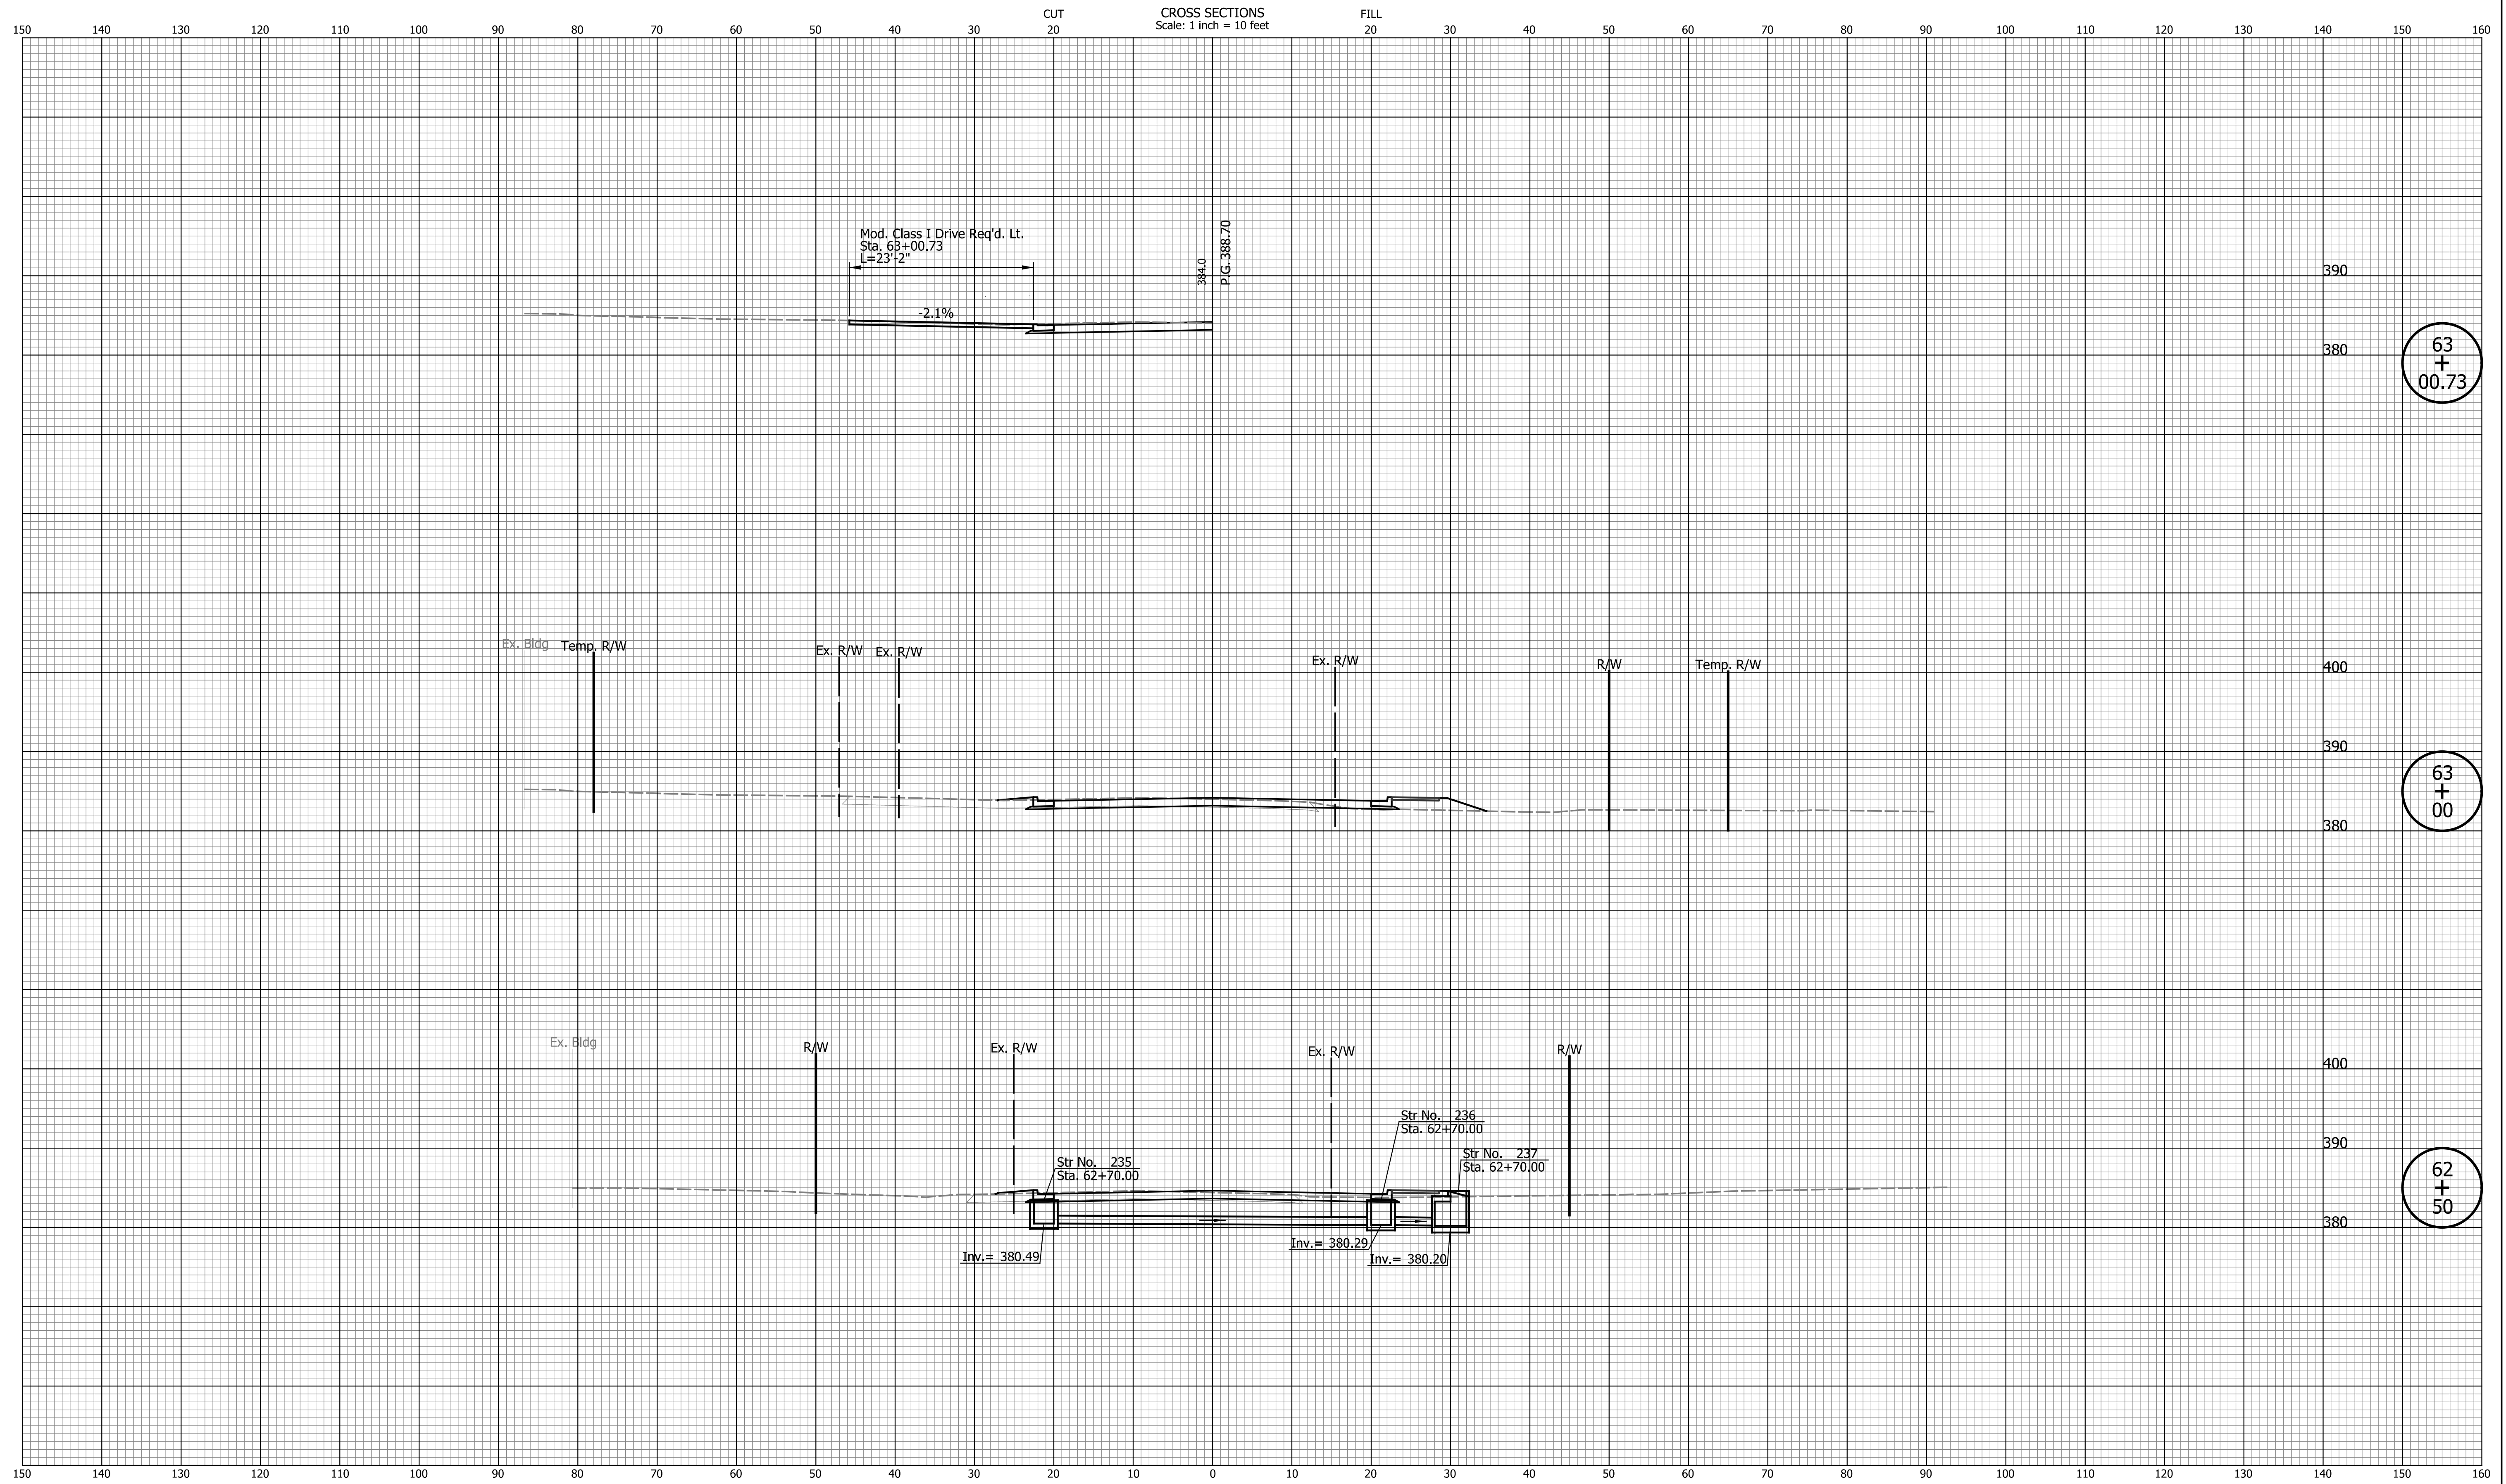 CUT CROSS SECTIONS FILL
Scale: 1 inch = 10 feet
150 140 130 120 110 100 90 80 70 60 50 40 30 20 20 30 40 50 60 70 80 90 100 110 120 130 140 150 160
Mod. Class I Drive Req'd. Lt.
Sta. 63+00.73
L=23'-2"
-2.1%
384.0
P.G. 388.70
390
380
63
+
00.73
Ex. Bldg
Temp. R/W
Ex. R/W
Ex. R/W
Ex. R/W
R/W
Temp. R/W
400
390
380
63
+
00
Ex. Bldg
R/W
Ex. R/W
Ex. R/W
R/W
Str No. 235
Sta. 62+70.00
Str No. 236
Sta. 62+70.00
Str No. 237
Sta. 62+70.00
Inv.= 380.49
Inv.= 380.29
Inv.= 380.20
400
390
380
62
+
50
150 140 130 120 110 100 90 80 70 60 50 40 30 20 10 0 10 20 30 40 50 60 70 80 90 100 110 120 130 140 150 160